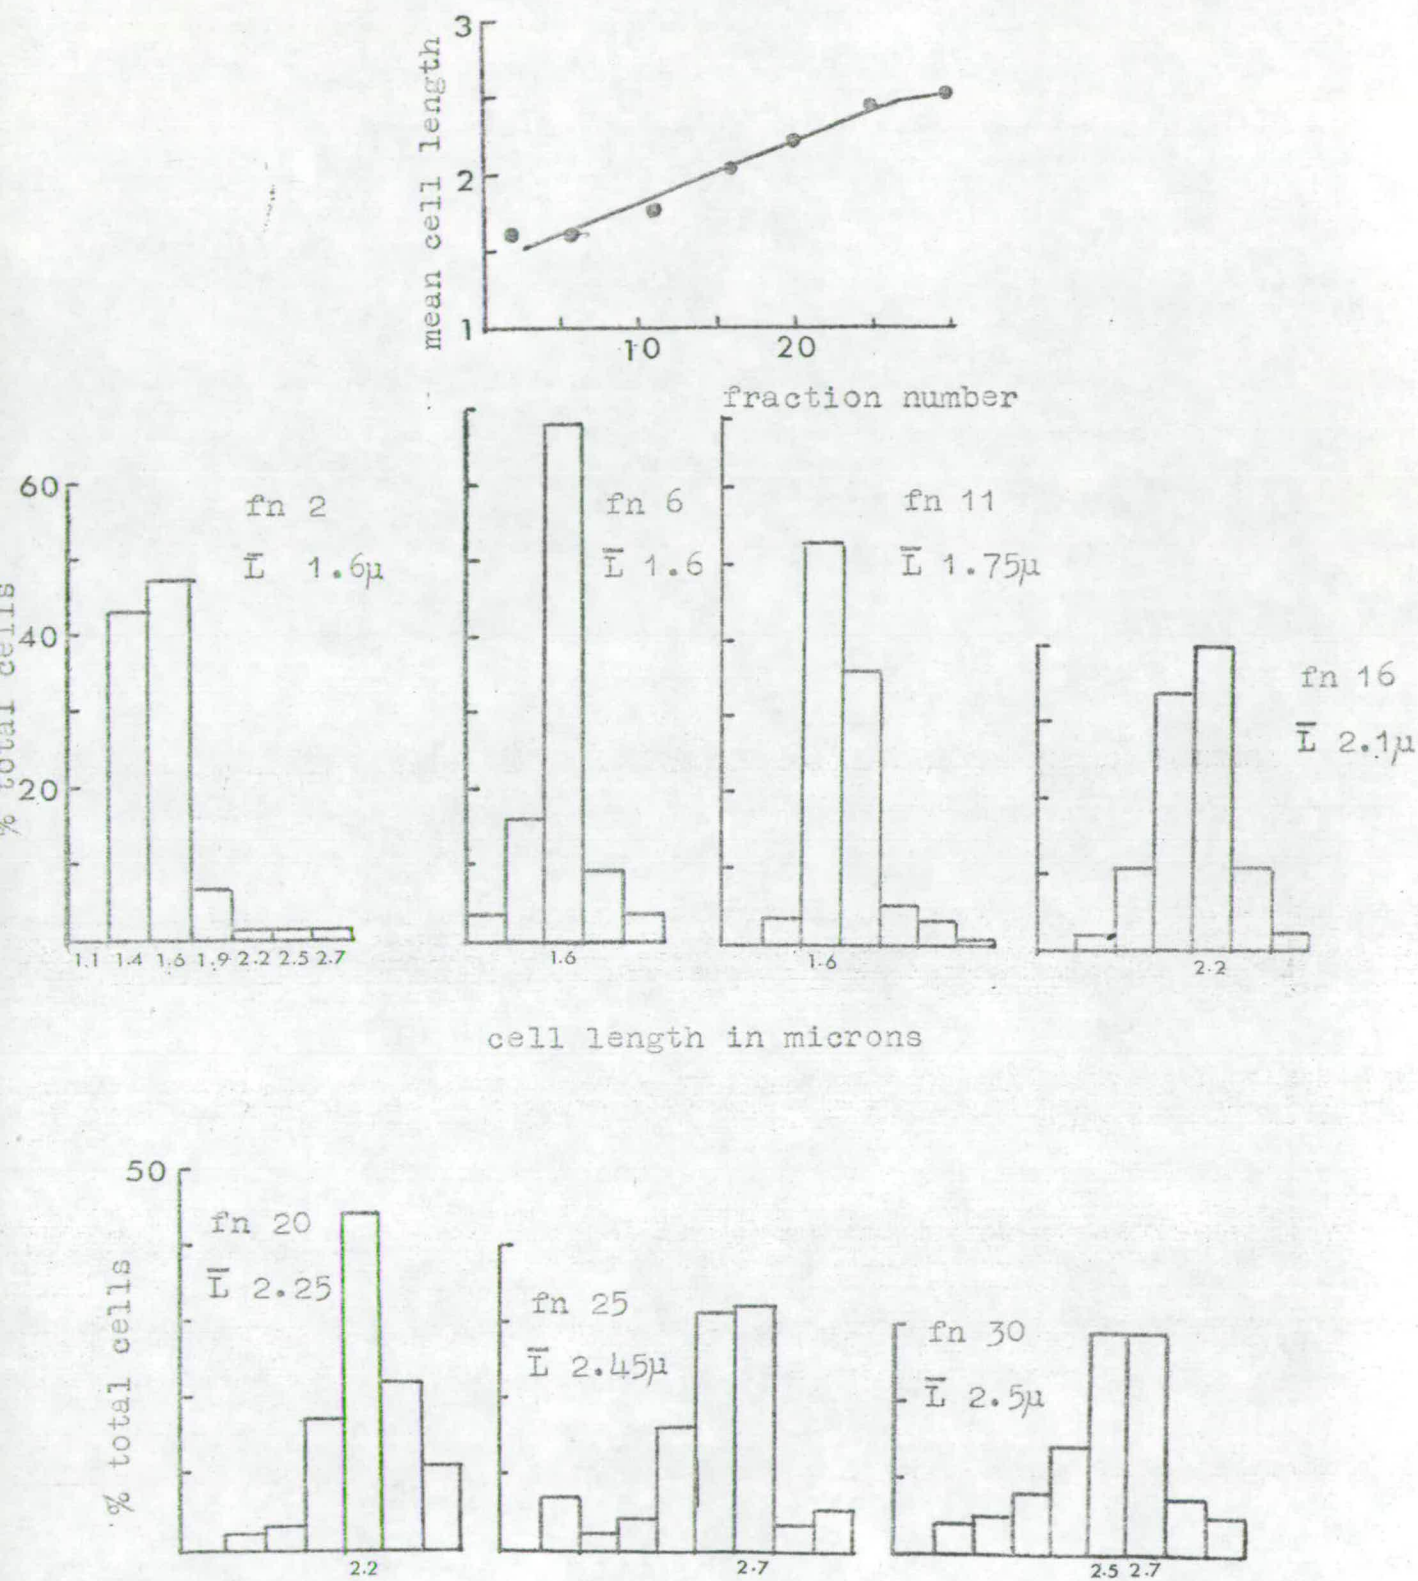 3
mean cell length
2
1
10
20
fraction number
60
fn 2
L̅ 1.6µ
% total cells
40
20
1.1 1.4 1.6 1.9 2.2 2.5 2.7
fn 6
L̅ 1.6
1.6
fn 11
L̅ 1.75µ
1.6
fn 16
L̅ 2.1µ
2.2
cell length in microns
50
fn 20
L̅ 2.25
% total cells
2.2
fn 25
L̅ 2.45µ
2.7
fn 30
L̅ 2.5µ
2.5 2.7